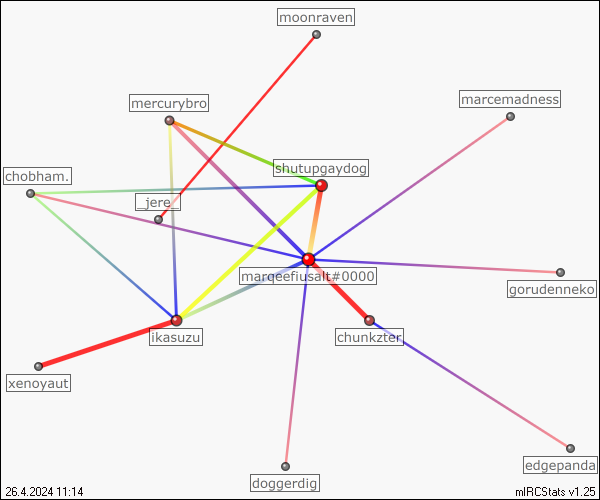 moonraven
mercurybro
marcemadness
shutupgaydog
chobham.
_jere_
marqeefiusalt#0000
gorudenneko
ikasuzu
chunkzter
xenoyaut
edgepanda
doggerdig
26.4.2024 11:14
mIRCStats v1.25